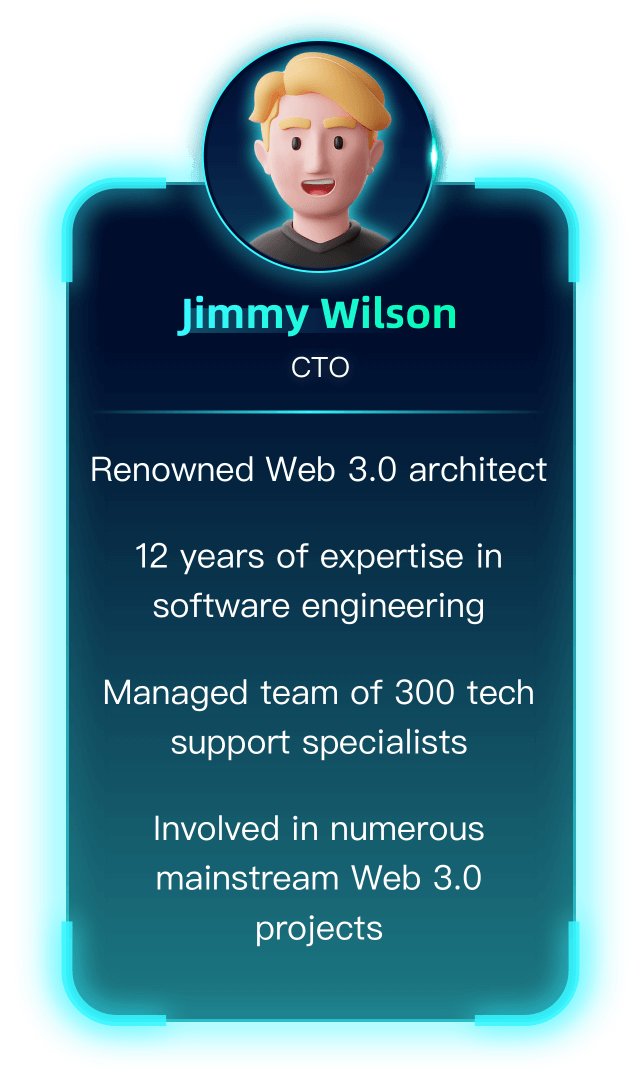 Jimmy Wilson
CTO
Renowned Web 3.0 architect
12 years of expertise in
software engineering
Managed team of 300 tech
support specialists
Involved in numerous
mainstream Web 3.0
projects